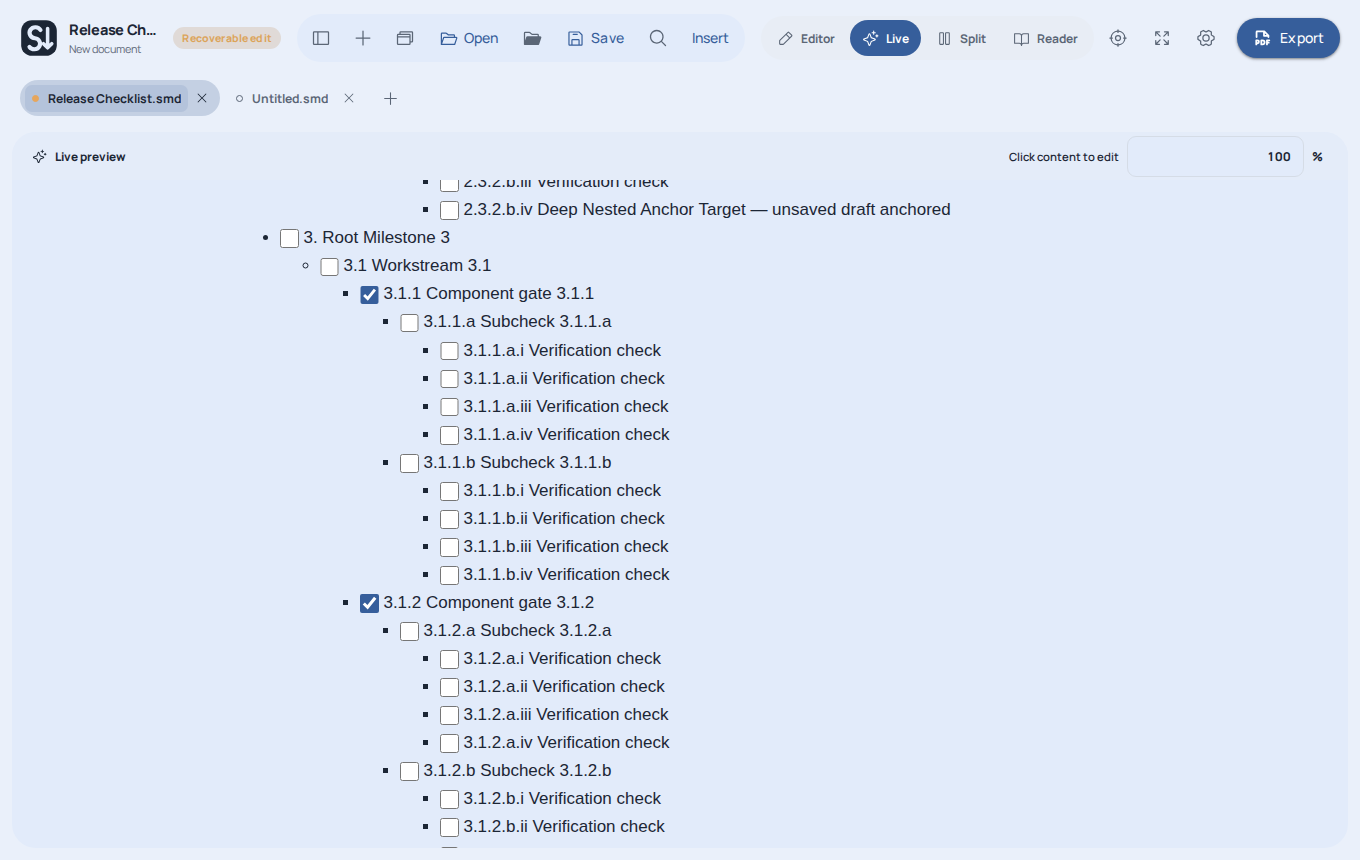 Release Ch...
New document
Recoverable edit
Open
Save
Insert
Editor
Live
Split
Reader
PDF
Export
Release Checklist.smd
Untitled.smd
Live preview
Click content to edit
100
%
2.3.2.b.iii Verification check
2.3.2.b.iv Deep Nested Anchor Target — unsaved draft anchored
3. Root Milestone 3
3.1 Workstream 3.1
3.1.1 Component gate 3.1.1
3.1.1.a Subcheck 3.1.1.a
3.1.1.a.i Verification check
3.1.1.a.ii Verification check
3.1.1.a.iii Verification check
3.1.1.a.iv Verification check
3.1.1.b Subcheck 3.1.1.b
3.1.1.b.i Verification check
3.1.1.b.ii Verification check
3.1.1.b.iii Verification check
3.1.1.b.iv Verification check
3.1.2 Component gate 3.1.2
3.1.2.a Subcheck 3.1.2.a
3.1.2.a.i Verification check
3.1.2.a.ii Verification check
3.1.2.a.iii Verification check
3.1.2.a.iv Verification check
3.1.2.b Subcheck 3.1.2.b
3.1.2.b.i Verification check
3.1.2.b.ii Verification check